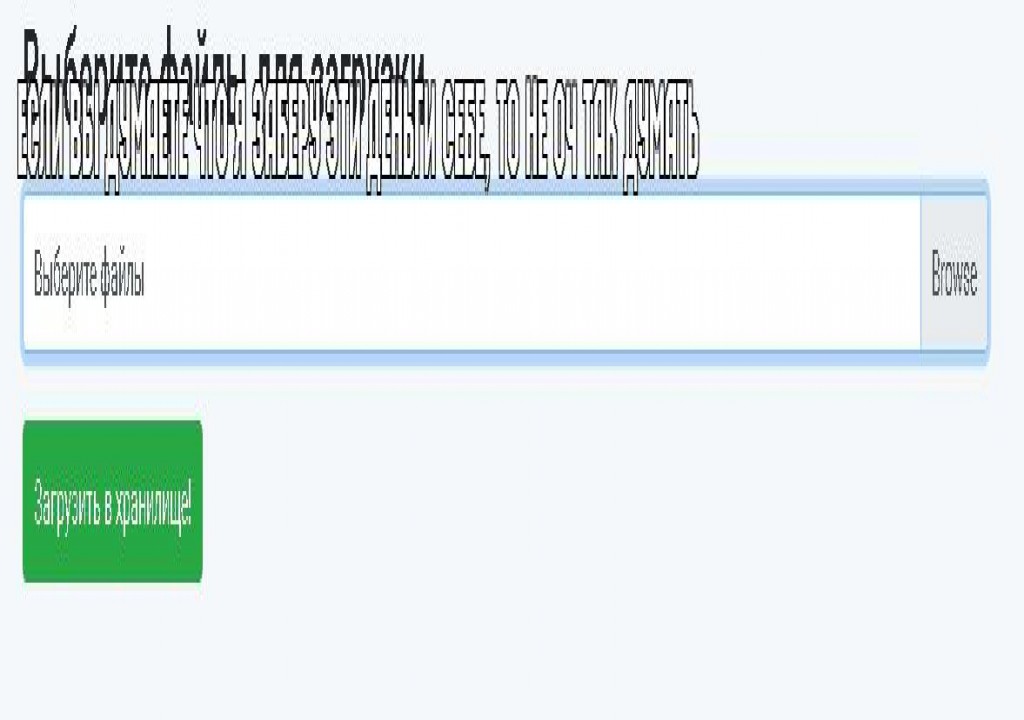 Выберите файлы для загрузки
ЕСЛИ ВЫ ДУМАЕТЕ ЧТО Я ЗАБЕРУ ЭТИ ДЕНЬГИ СЕБЕ, ТО НЕ ОЧ ТАК ДУМАТЬ
Выберите файлы
Browse
Загрузить в хранилище!